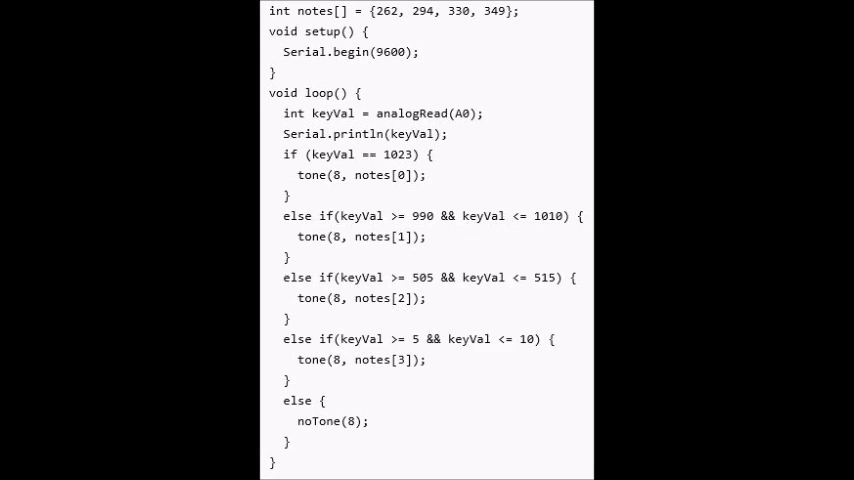 int notes[] = {262, 294, 330, 349};
void setup() {
  Serial.begin(9600);
}
void loop() {
  int keyVal = analogRead(A0);
  Serial.println(keyVal);
  if (keyVal == 1023) {
    tone(8, notes[0]);
  }
  else if(keyVal >= 990 && keyVal <= 1010) {
    tone(8, notes[1]);
  }
  else if(keyVal >= 505 && keyVal <= 515) {
    tone(8, notes[2]);
  }
  else if(keyVal >= 5 && keyVal <= 10) {
    tone(8, notes[3]);
  }
  else {
    noTone(8);
  }
}